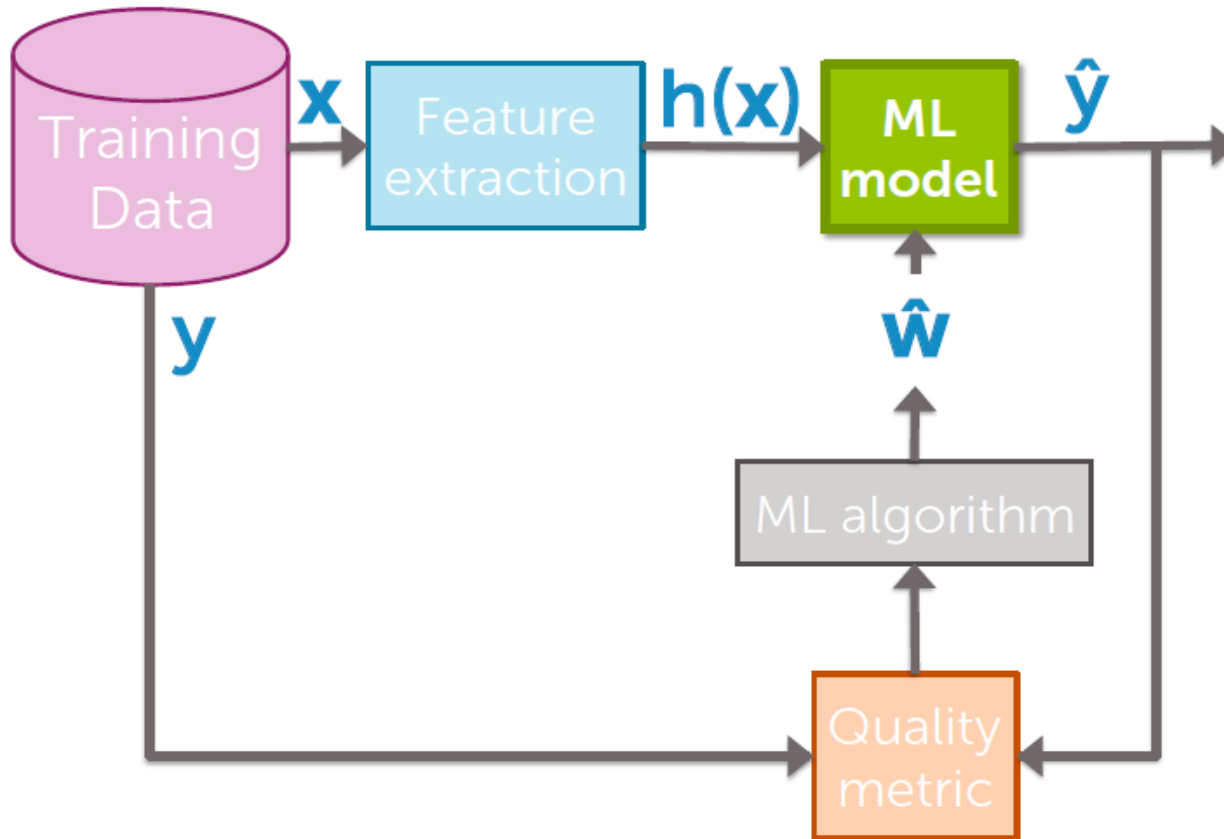 Training
Data
x
Feature
extraction
h(x)
ML
model
ŷ
y
ŵ
ML algorithm
Quality
metric